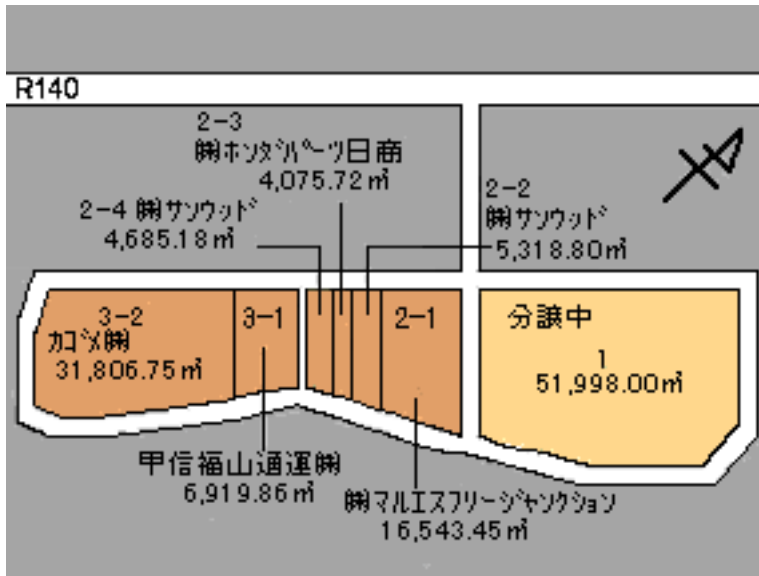 R140
2-3
㈱ホンダパーツ日商
4,075.72㎡
2-4 ㈱サンウッド
4,685.18㎡
2-2
㈱サンウッド
5,318.80㎡
3-2
カゴメ㈱
31,806.75㎡
3-1
2-1
分譲中
1
51,998.00㎡
甲信福山通運㈱
6,919.86㎡
㈱マルエスフリージャンクション
16,543.45㎡